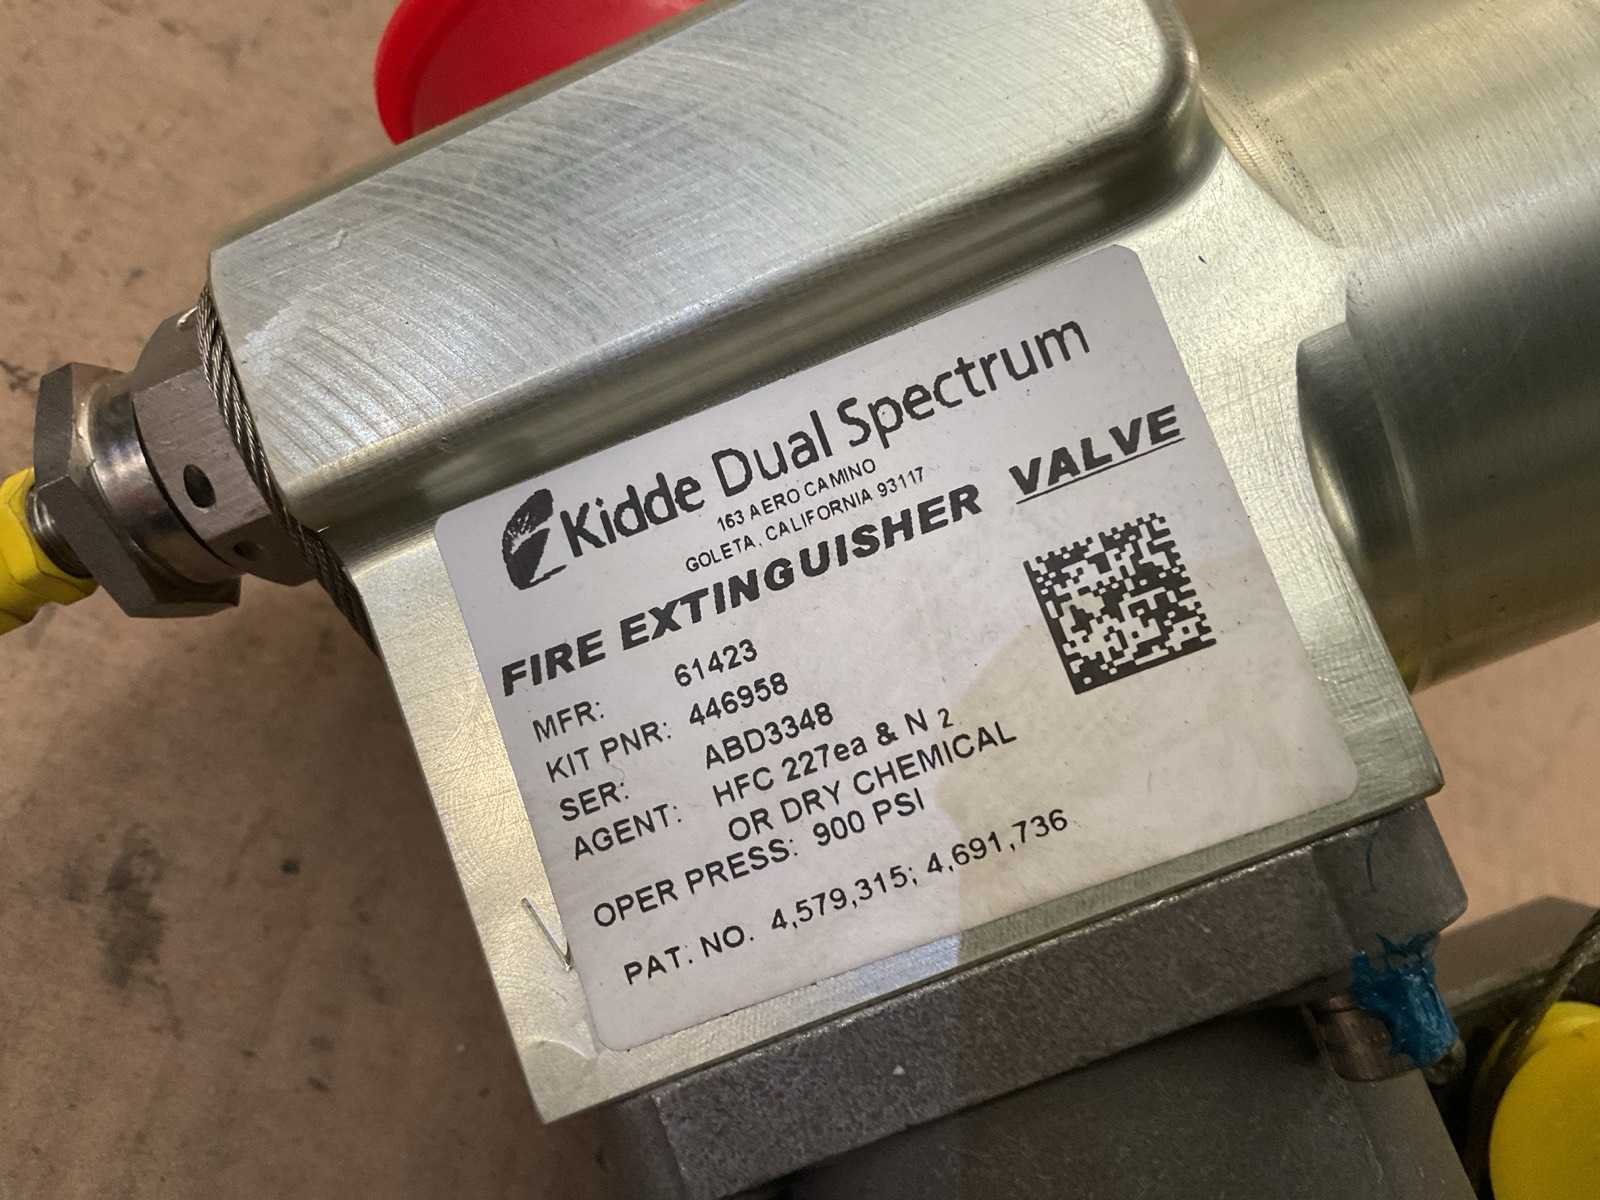 Kidde Dual Spectrum
163 AERO CAMINO
GOLETA, CALIFORNIA 93117
FIRE EXTINGUISHER VALVE
MFR: 61423
KIT PNR: 446958
SER: ABD3348
AGENT: HFC 227ea & N 2
OR DRY CHEMICAL
OPER PRESS: 900 PSI
PAT. NO. 4,579,315; 4,691,736